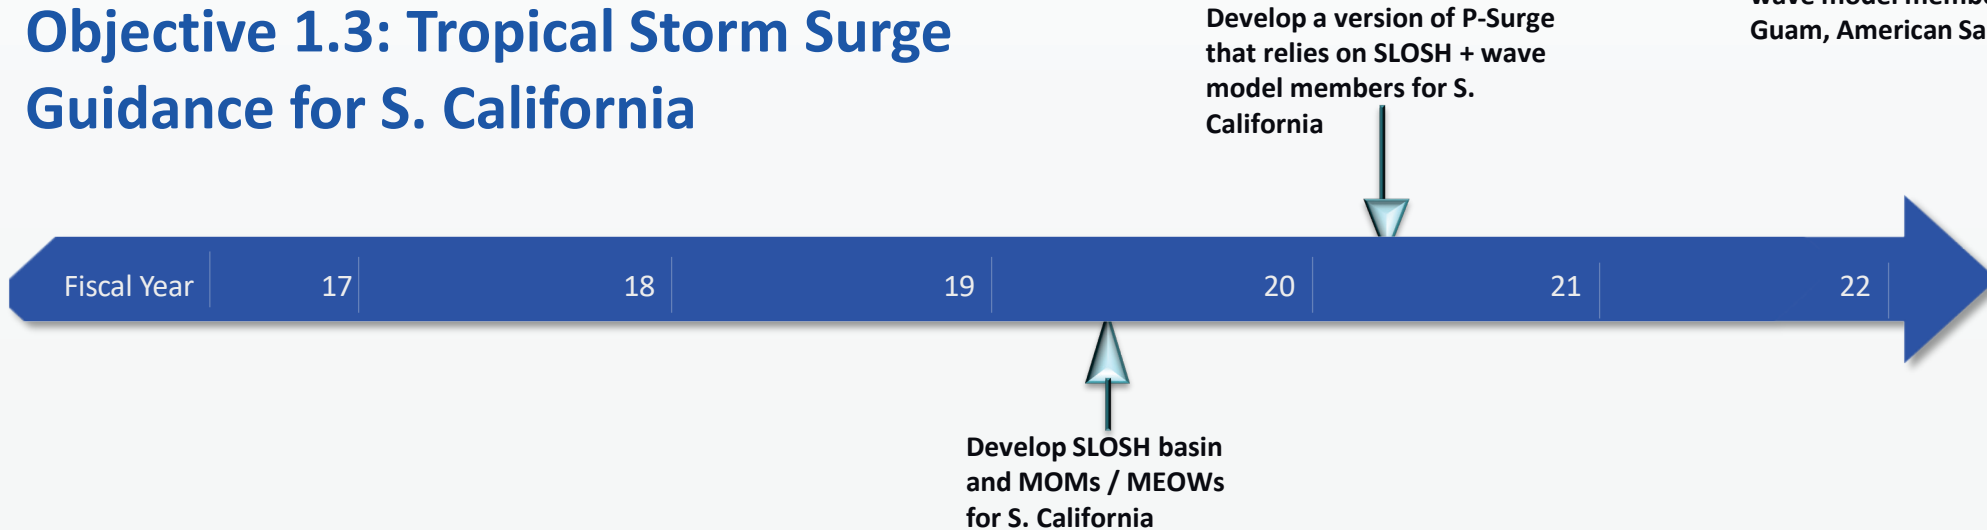 Objective 1.3: Tropical Storm Surge
Guidance for S. California
Develop a version of P-Surge
that relies on SLOSH + wave
model members for S.
California
wave model
Guam, American
Fiscal Year 17 18 19 20 21 22
Develop SLOSH basin
and MOMs / MEOWs
for S. California